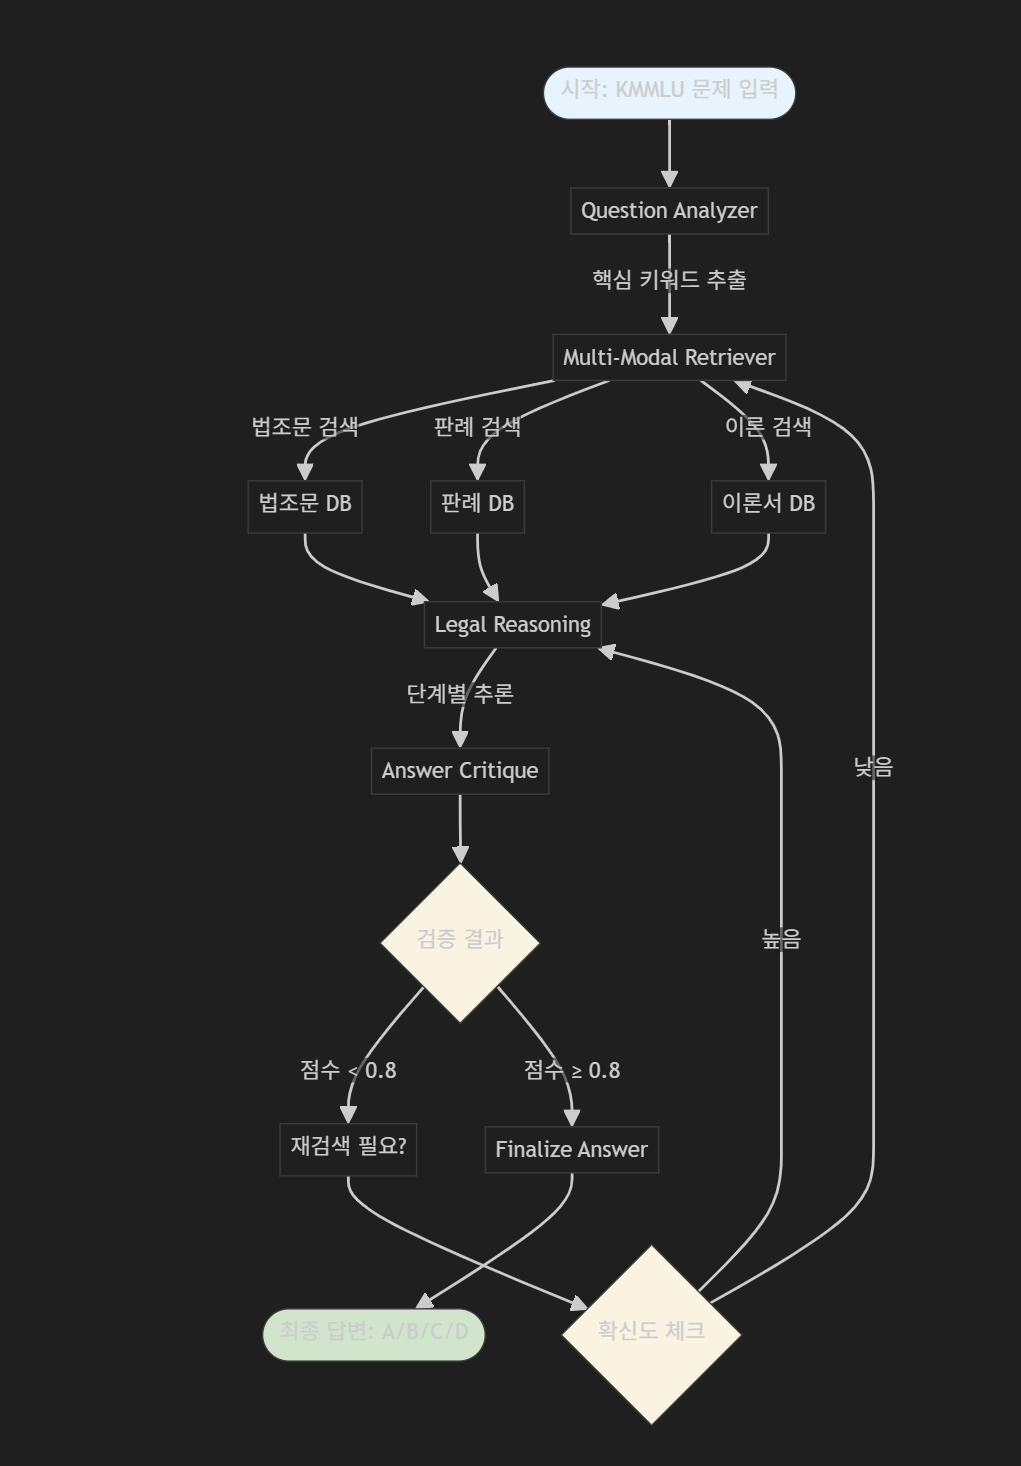 시작: KMMLU 문제 입력
Question Analyzer
핵심 키워드 추출
Multi-Modal Retriever
법조문 검색
판례 검색
이론 검색
법조문 DB
판례 DB
이론서 DB
Legal Reasoning
단계별 추론
Answer Critique
낮음
검증 결과
높음
점수 < 0.8
점수 ≥ 0.8
재검색 필요?
Finalize Answer
최종 답변: A/B/C/D
확신도 체크